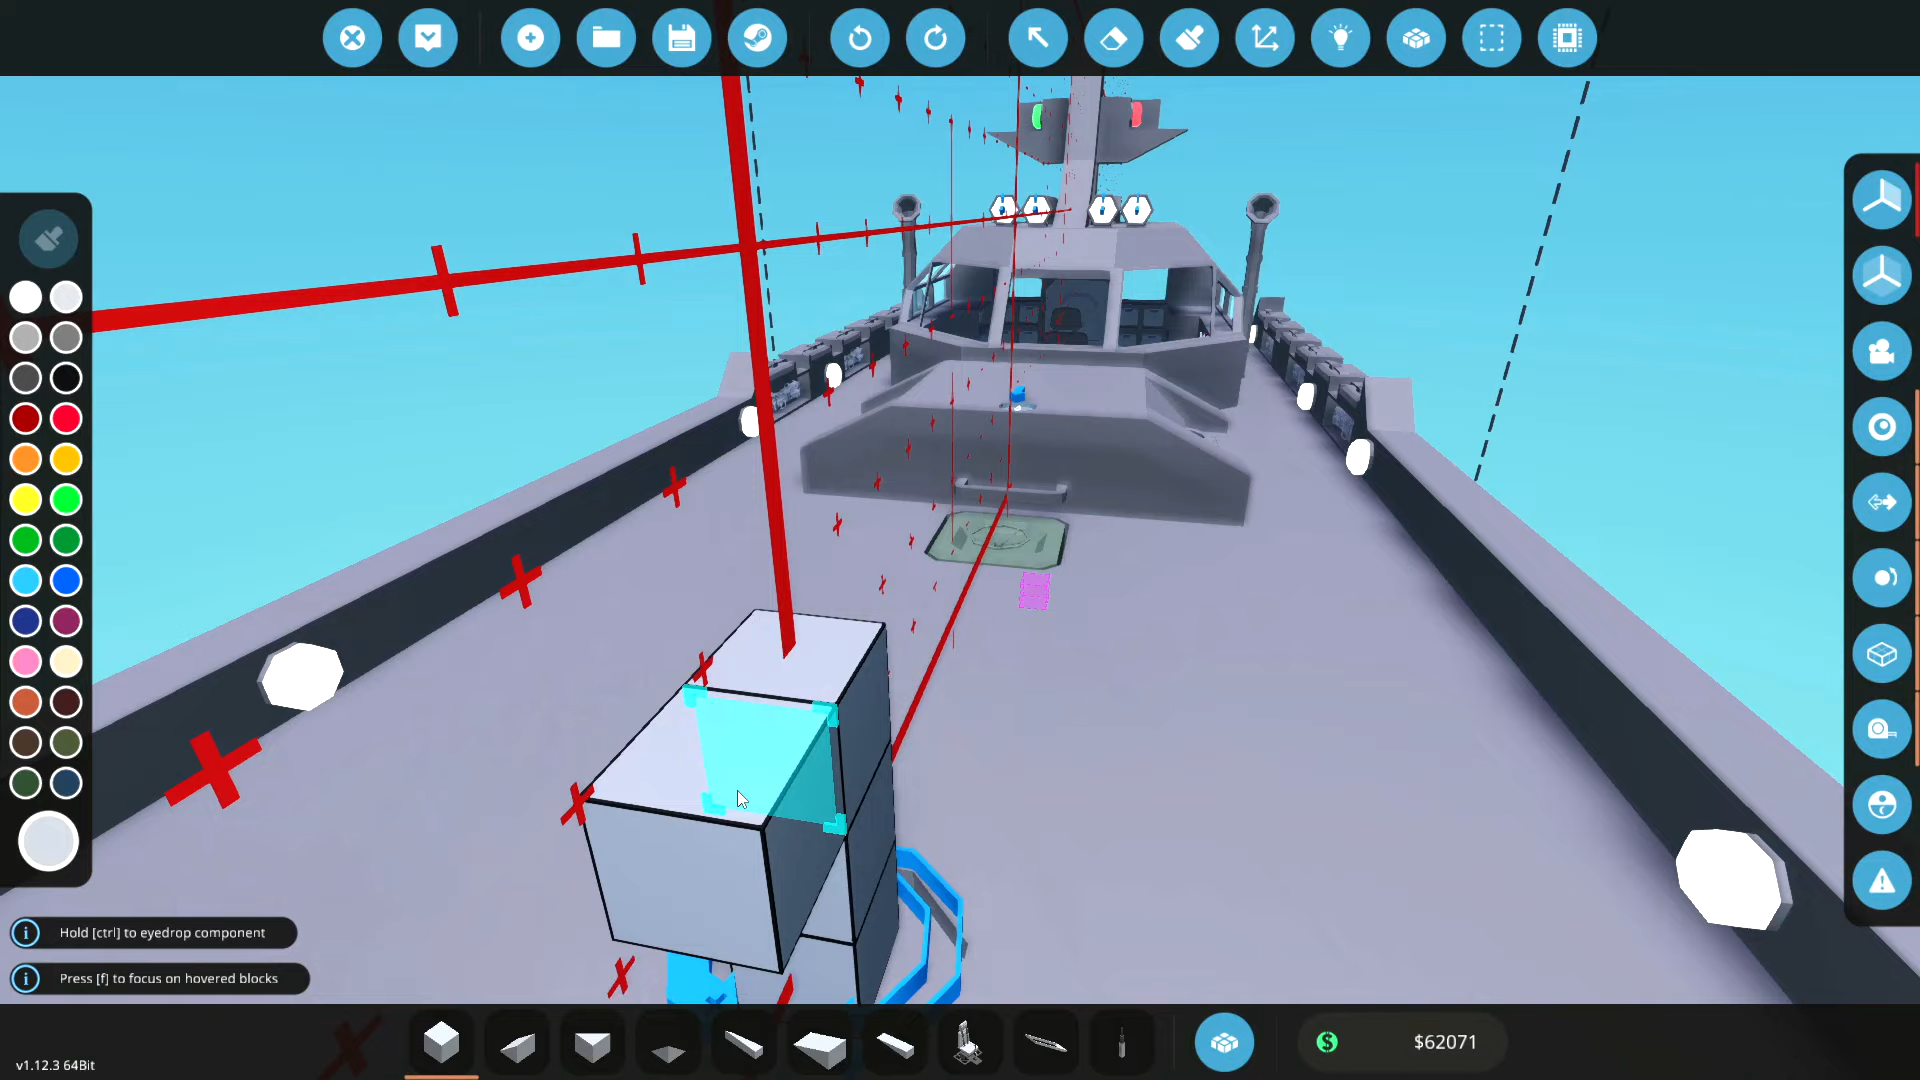 Hold [ctrl] to eyedrop component
Press [f] to focus on hovered blocks
$62071
v1.12.3 64Bit